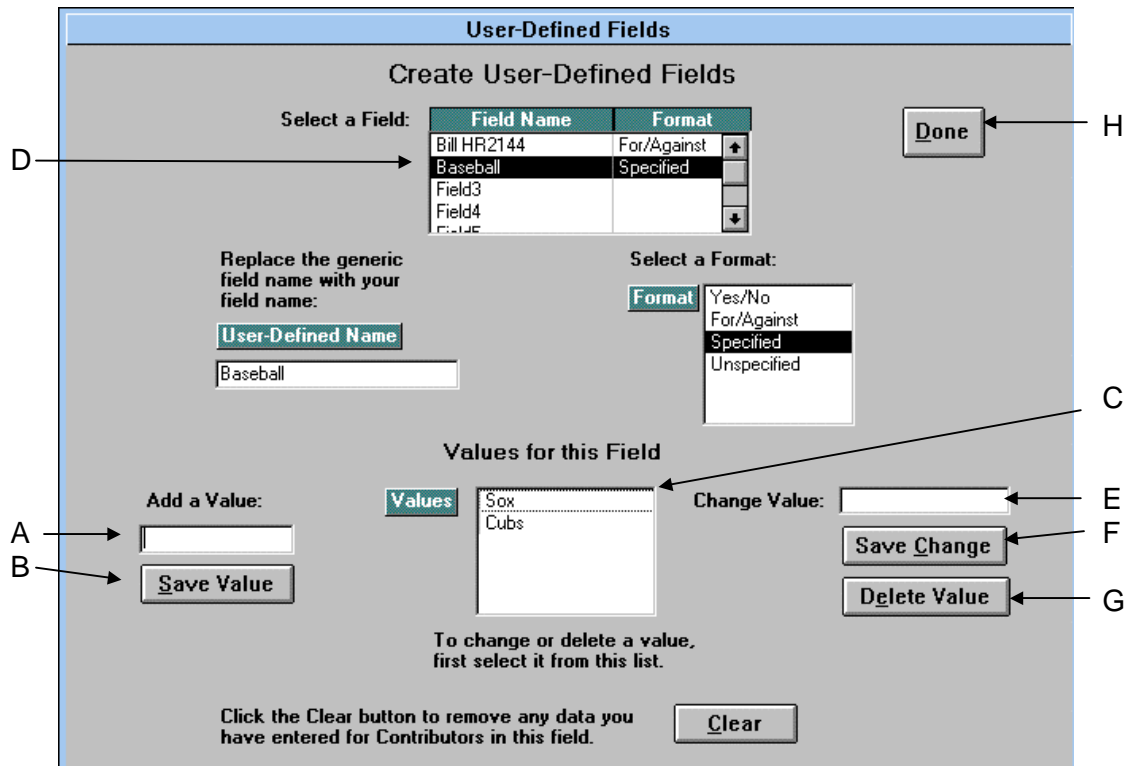 User-Defined Fields
Create User-Defined Fields
Select a Field:
Field Name Format
Bill HR2144 For/Against
Baseball Specified
Field3
Field4
Field5
Done
H
D
Replace the generic
field name with your
field name:
User-Defined Name
Baseball
Select a Format:
Format
Yes/No
For/Against
Specified
Unspecified
C
Values for this Field
Add a Value:
A
B
Save Value
Values
Sox
Cubs
Change Value:
E
Save Change
F
Delete Value
G
To change or delete a value,
first select it from this list.
Click the Clear button to remove any data you
have entered for Contributors in this field.
Clear